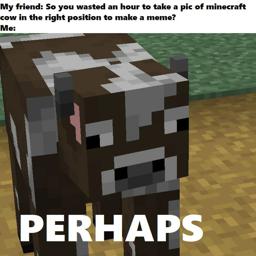 My friend: So you wasted an hour to take a pic of minecraft
cow in the right position to make a meme?
Me:
PERHAPS